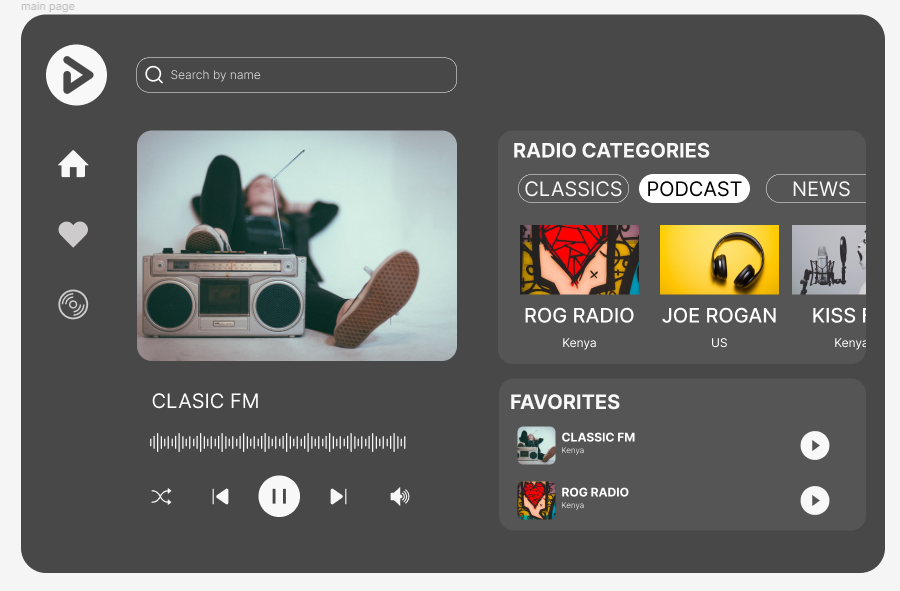 main page
Search by name
RADIO CATEGORIES
CLASSICS
PODCAST
NEWS
ROG RADIO
JOE ROGAN
KISS F
Kenya
US
Kenya
CLASIC FM
FAVORITES
CLASSIC FM
Kenya
ROG RADIO
Kenya